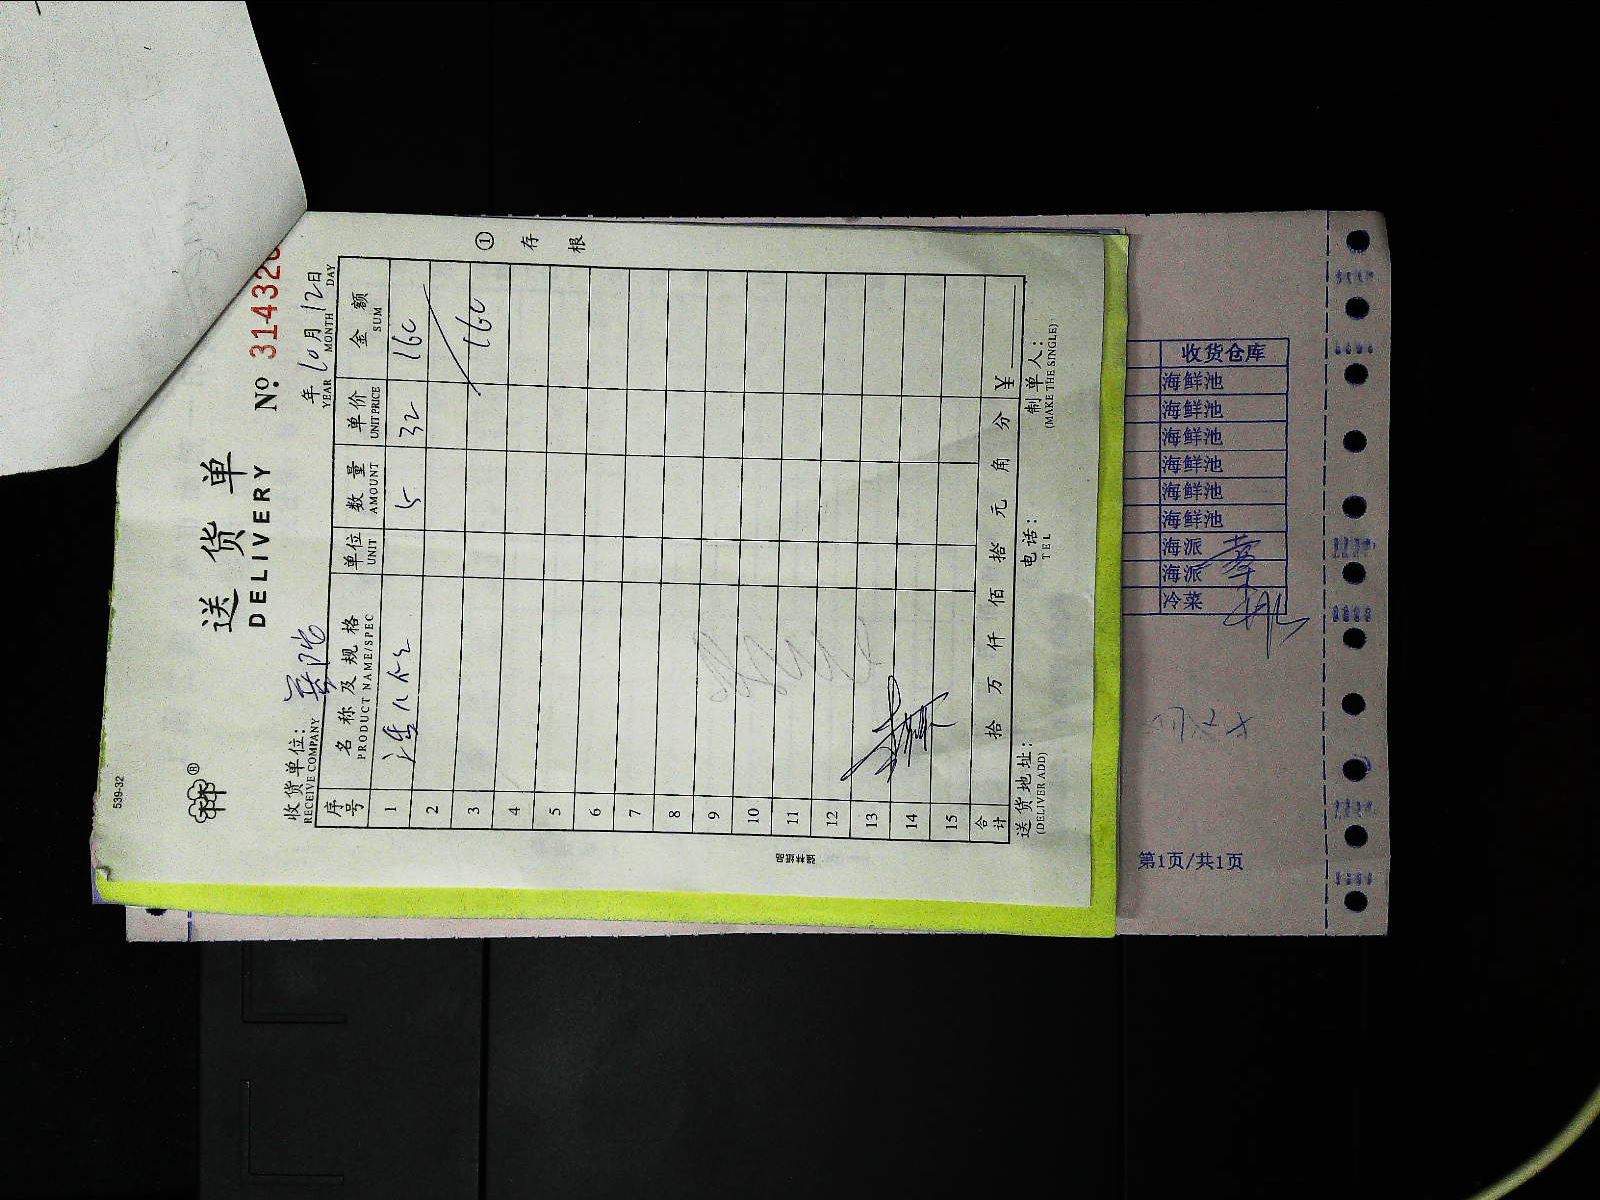 539-32
®
送货单
DELIVERY
№: 314326
收货单位:
RECEIVE COMPANY
年 10月 12日
YEAR MONTH DAY
序号 名称及规格 单位 数量 单价 金额
PRODUCT NAME/SPEC UNIT AMOUNT UNIT PRICE SUM
1 5 32 160
2
3 160
4
5
6
7
8
9
10
11
12
13
14
15
合计 拾 万 仟 佰 拾 元 角 分 ¥
送货地址: 电话: 制单人:
(DELIVER ADD) TEL (MAKE THE SINGLE)
① 存根
收货仓库
海鲜池
海鲜池
海鲜池
海鲜池
海鲜池
海鲜池
海派
海派
冷菜
第1页/共1页